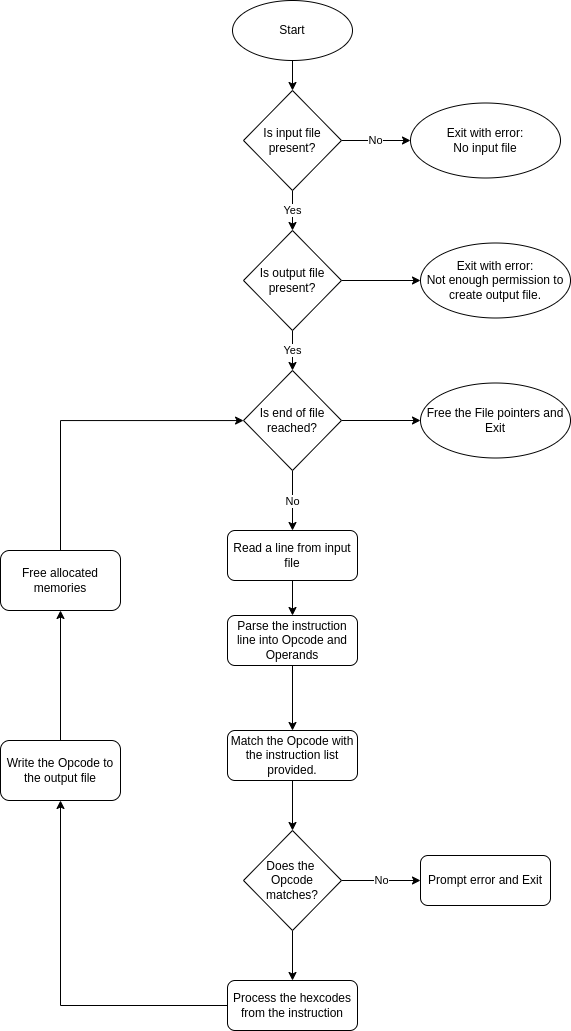 Start
Is input file
present?
No
Exit with error:
No input file
Yes
Is output file
present?
Exit with error:
Not enough permission to
create output file.
Yes
Is end of file
reached?
Free the File pointers and
Exit
No
Read a line from input
file
Free allocated
memories
Parse the instruction
line into Opcode and
Operands
Match the Opcode with
the instruction list
provided.
Write the Opcode to
the output file
Does the
Opcode
matches?
No
Prompt error and Exit
Process the hexcodes
from the instruction